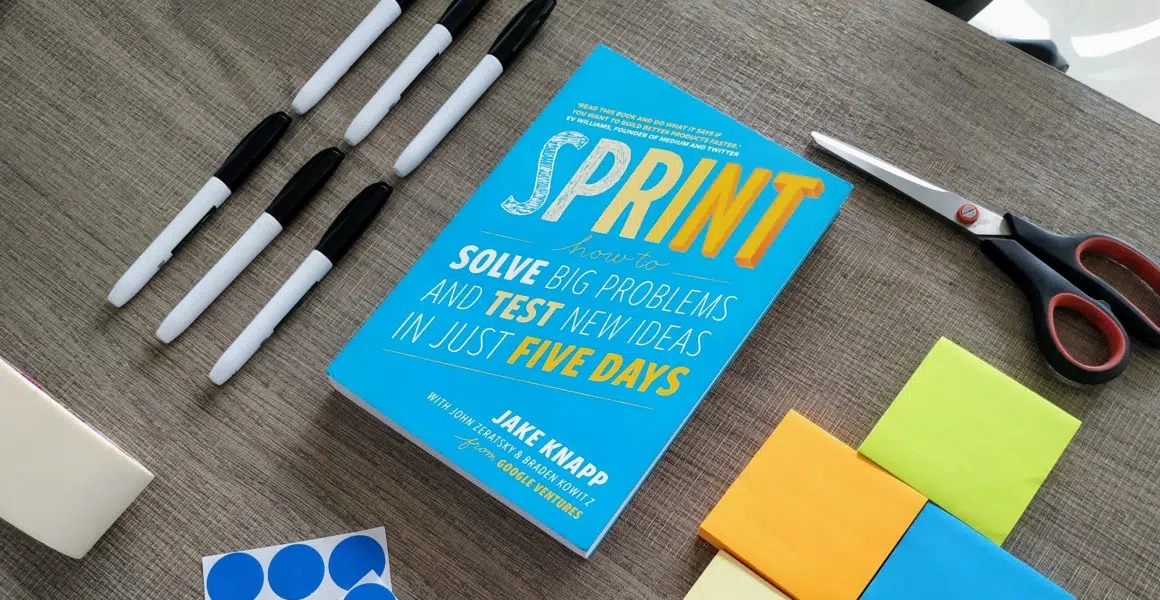 "READ THIS BOOK AND DO WHAT IT SAYS IF
YOU WANT TO BUILD BETTER PRODUCTS FASTER."
EV WILLIAMS, FOUNDER OF MEDIUM AND TWITTER
SPRINT
how to
SOLVE BIG PROBLEMS
AND TEST NEW IDEAS
IN JUST FIVE DAYS
JAKE KNAPP
WITH JOHN ZERATSKY & BRADEN KOWITZ
from GOOGLE VENTURES